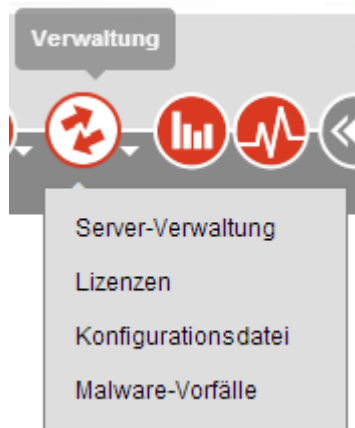 Verwaltung
Server-Verwaltung
Lizenzen
Konfigurationsdatei
Malware-Vorfälle